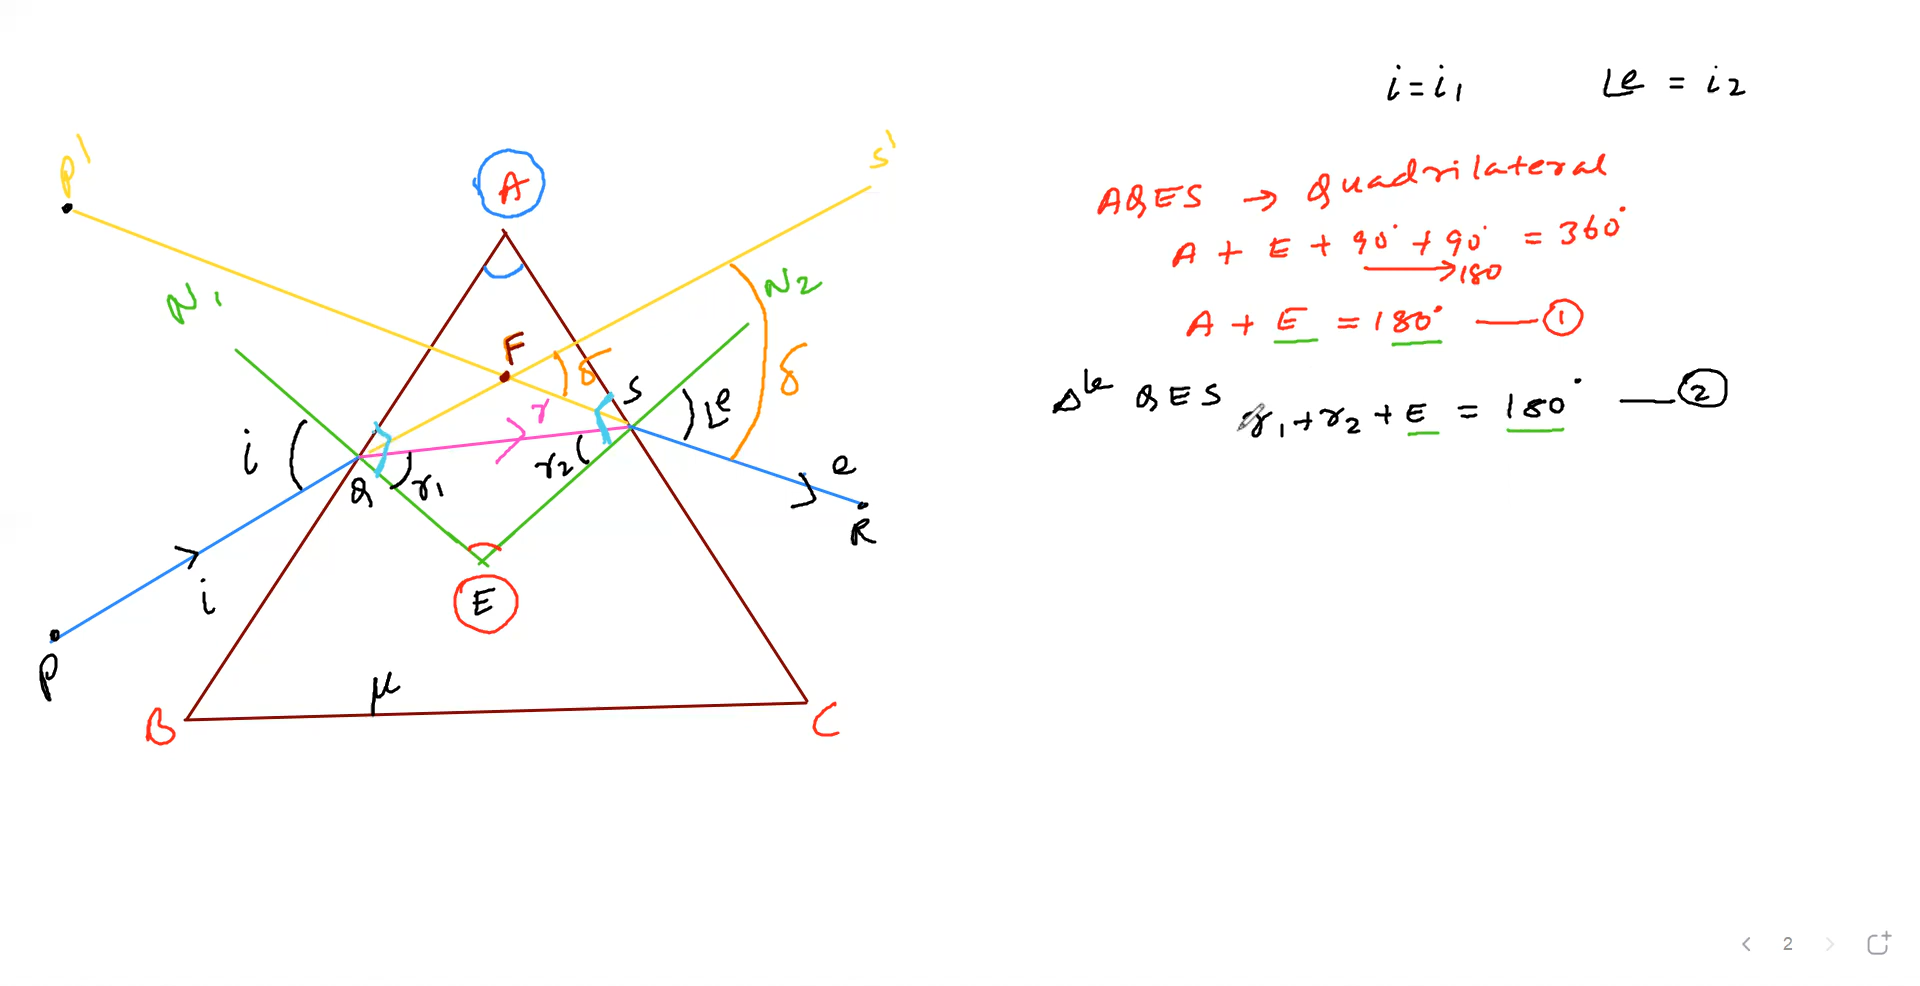 i = i₁ ∠e = i₂
P'
S'
A
AQES → Quadrilateral
A + E + 90° + 90° = 360°
→ 180
N₁
N₂
A + E = 180° — ①
F
δ
δ
S
Δle QES r₁ + r₂ + E = 180° — ②
r
∠e
i
r₂
e
Q
r₁
R
i
E
P
μ
B
C
2